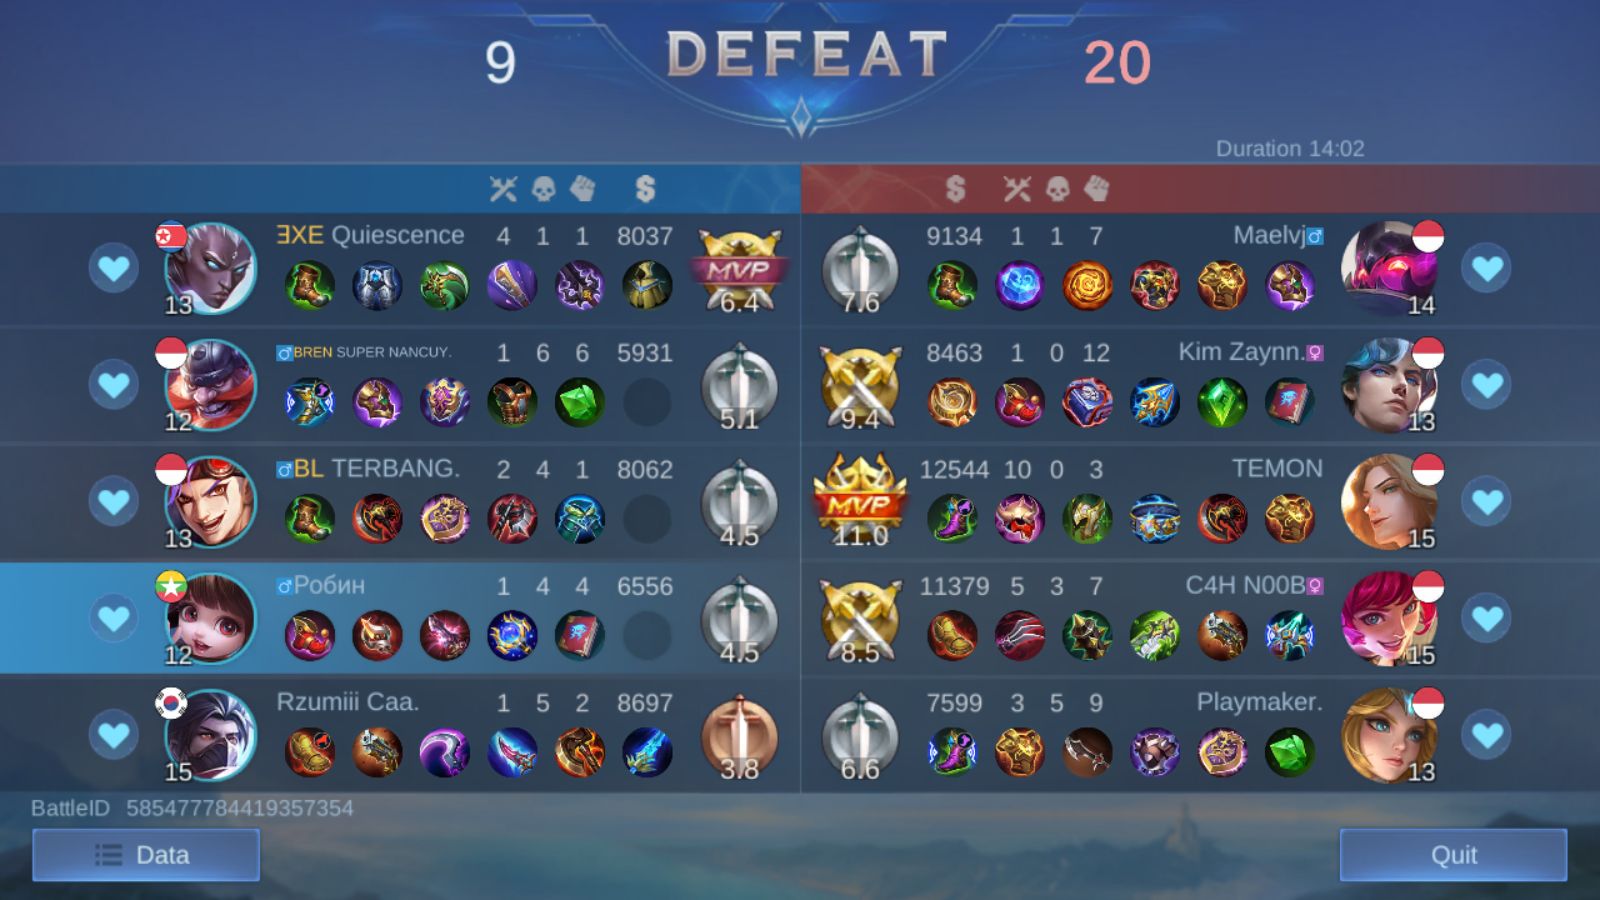 9 DEFEAT 20
Duration 14:02
ƎXE Quiescence 4 1 1 8037
MVP
13 6.4
9134 1 1 7 Maelvj
7.6 14
BREN SUPER NANCUY. 1 6 6 5931
12 5.1
8463 1 0 12 Kim Zaynn.
9.4 13
BL TERBANG. 2 4 1 8062
13 4.5
12544 10 0 3 TEMON
MVP
11.0 15
Робин 1 4 4 6556
12 4.5
11379 5 3 7 C4H N00B
8.5 15
Rzumiii Caa. 1 5 2 8697
15 3.8
7599 3 5 9 Playmaker.
6.6 13
BattleID 585477784419357354
Data
Quit